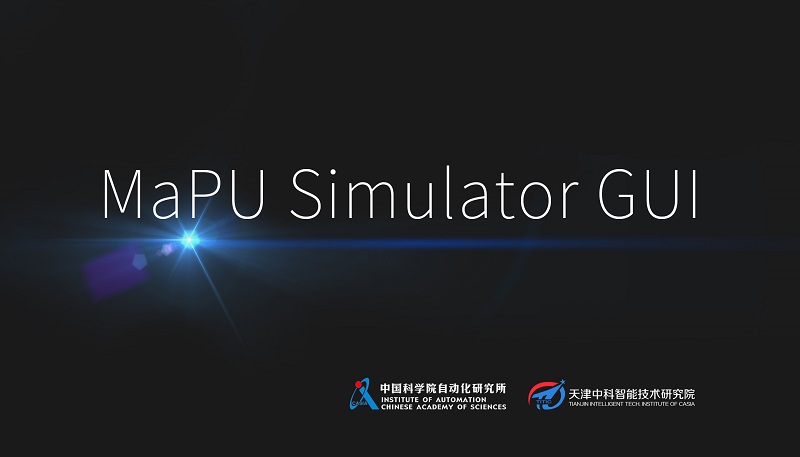 MaPU Simulator GUI
中国科学院自动化研究所
INSTITUTE OF AUTOMATION
CHINESE ACADEMY OF SCIENCES
天津中科智能技术研究院
TIANJIN INTELLIGENT TECH. INSTITUTE OF CASIA